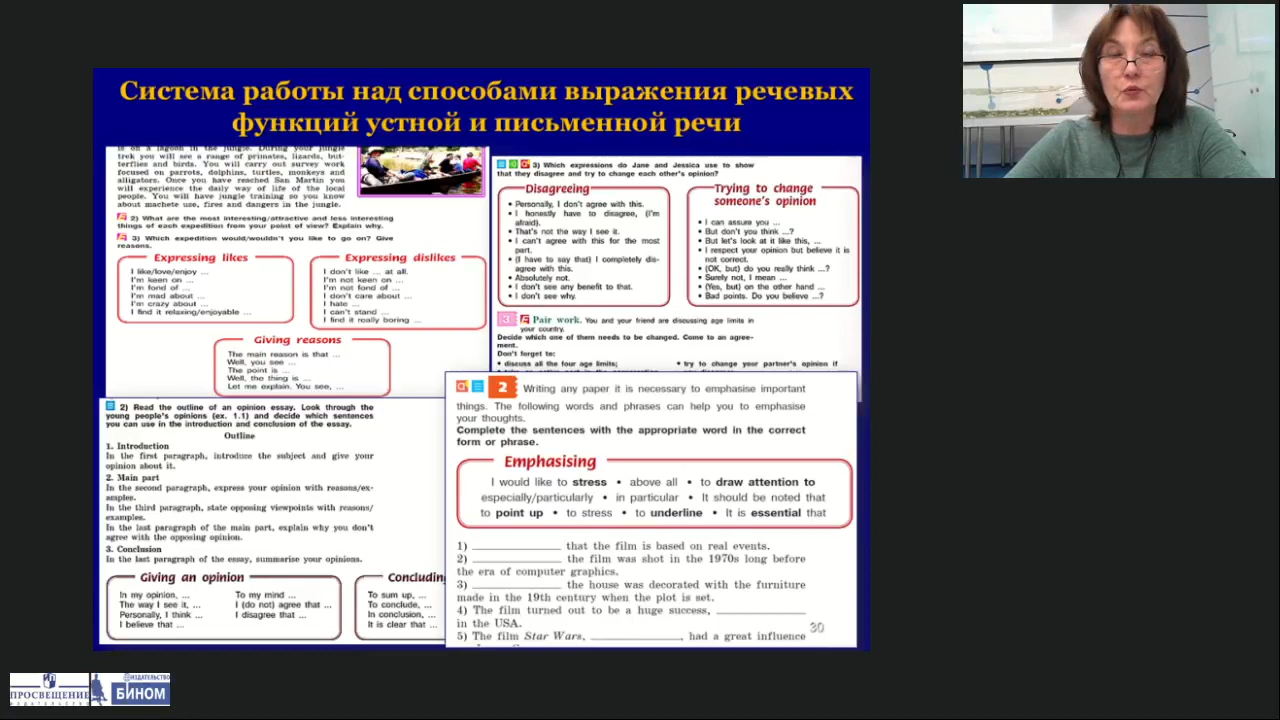 Система работы над способами выражения речевых
функций устной и письменной речи
is on a lagoon in the jungle. During your jungle
trek you will see a range of primates, lizards, but-
terflies and birds. You will carry out survey work
focused on parrots, dolphins, turtles, monkeys and
alligators. Once you have reached San Martin you
will experience the daily way of life of the local
people. You will have jungle training so you know
about machete use, fires and dangers in the jungle.
2) What are the most interesting/attractive and less interesting
things of each expedition from your point of view? Explain why.
3) Which expedition would/wouldn't you like to go on? Give
reasons.
Expressing likes
I like/love/enjoy ...
I'm keen on ...
I'm fond of ...
I'm mad about ...
I'm crazy about ...
I find it relaxing/enjoyable ...
Expressing dislikes
I don't like ... at all.
I'm not keen on ...
I'm not fond of ...
I don't care about ...
I hate ...
I can't stand ...
I find it really boring ...
Giving reasons
The main reason is that ...
Well, you see ...
The point is ...
Well, the thing is ...
Let me explain. You see, ...
3) Which expressions do Jane and Jessica use to show
that they disagree and try to change each other's opinion?
Disagreeing
• Personally, I don't agree with this.
• I honestly have to disagree, (I'm
afraid).
• That's not the way I see it.
• I can't agree with this for the most
part.
• (I have to say that) I completely dis-
agree with this.
• Absolutely not.
• I don't see any benefit to that.
• I don't see why.
Trying to change
someone's opinion
• I can assure you ...
• But don't you think ...?
• But let's look at it like this, ...
• I respect your opinion but believe it is
not correct.
• (OK, but) do you really think ...?
• Surely not, I mean ...
• (Yes, but) on the other hand ...
• Bad points. Do you believe ...?
3 Pair work. You and your friend are discussing age limits in
your country.
Decide which one of them needs to be changed. Come to an agree-
ment.
Don't forget to:
• discuss all the four age limits;
• try to change your partner's opinion if
2) Read the outline of an opinion essay. Look through the
young people's opinions (ex. 1.1) and decide which sentences
you can use in the introduction and conclusion of the essay.
Outline
1. Introduction
In the first paragraph, introduce the subject and give your
opinion about it.
2. Main part
In the second paragraph, express your opinion with reasons/ex-
amples.
In the third paragraph, state opposing viewpoints with reasons/
examples.
In the last paragraph of the main part, explain why you don't
agree with the opposing opinion.
3. Conclusion
In the last paragraph of the essay, summarise your opinions.
Giving an opinion
In my opinion, ...
The way I see it, ...
Personally, I think ...
I believe that ...
To my mind ...
I (do not) agree that ...
I disagree that ...
Concluding
To sum up, ...
To conclude, ...
In conclusion, ...
It is clear that ...
2 Writing any paper it is necessary to emphasise important
things. The following words and phrases can help you to emphasise
your thoughts.
Complete the sentences with the appropriate word in the correct
form or phrase.
Emphasising
I would like to stress • above all • to draw attention to
especially/particularly • in particular • It should be noted that
to point up • to stress • to underline • It is essential that
1) ____________ that the film is based on real events.
2) ____________ the film was shot in the 1970s long before
the era of computer graphics.
3) ____________ the house was decorated with the furniture
made in the 19th century when the plot is set.
4) The film turned out to be a huge success, ____________
in the USA.
5) The film Star Wars, ____________, had a great influence
30
ПРОСВЕЩЕНИЕ
ИЗДАТЕЛЬСТВО
ИЗДАТЕЛЬСТВО
БИНОМ